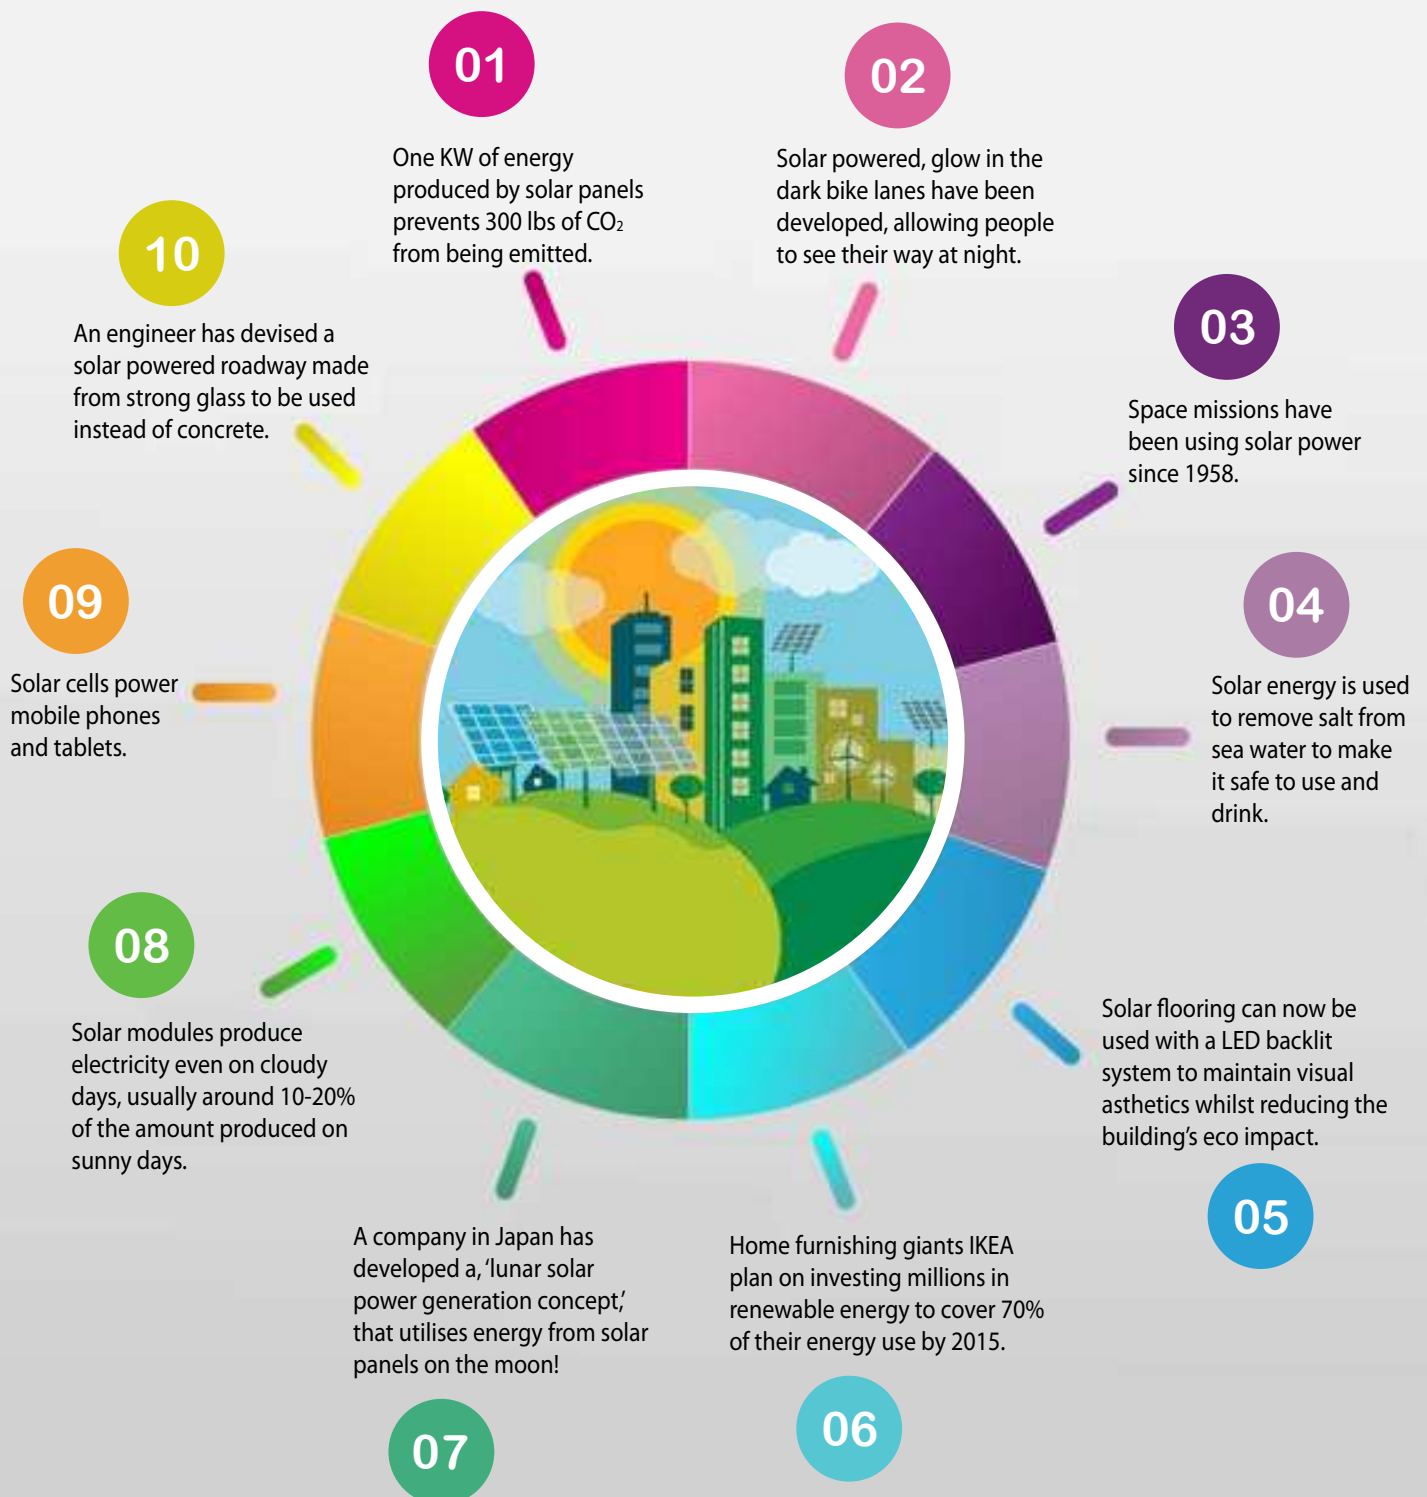 01
One KW of energy
produced by solar panels
prevents 300 lbs of CO₂
from being emitted.
02
Solar powered, glow in the
dark bike lanes have been
developed, allowing people
to see their way at night.
03
Space missions have
been using solar power
since 1958.
04
Solar energy is used
to remove salt from
sea water to make
it safe to use and
drink.
Solar flooring can now be
used with a LED backlit
system to maintain visual
asthetics whilst reducing the
building’s eco impact.
05
Home furnishing giants IKEA
plan on investing millions in
renewable energy to cover 70%
of their energy use by 2015.
06
A company in Japan has
developed a, ‘lunar solar
power generation concept,’
that utilises energy from solar
panels on the moon!
07
08
Solar modules produce
electricity even on cloudy
days, usually around 10-20%
of the amount produced on
sunny days.
09
Solar cells power
mobile phones
and tablets.
10
An engineer has devised a
solar powered roadway made
from strong glass to be used
instead of concrete.